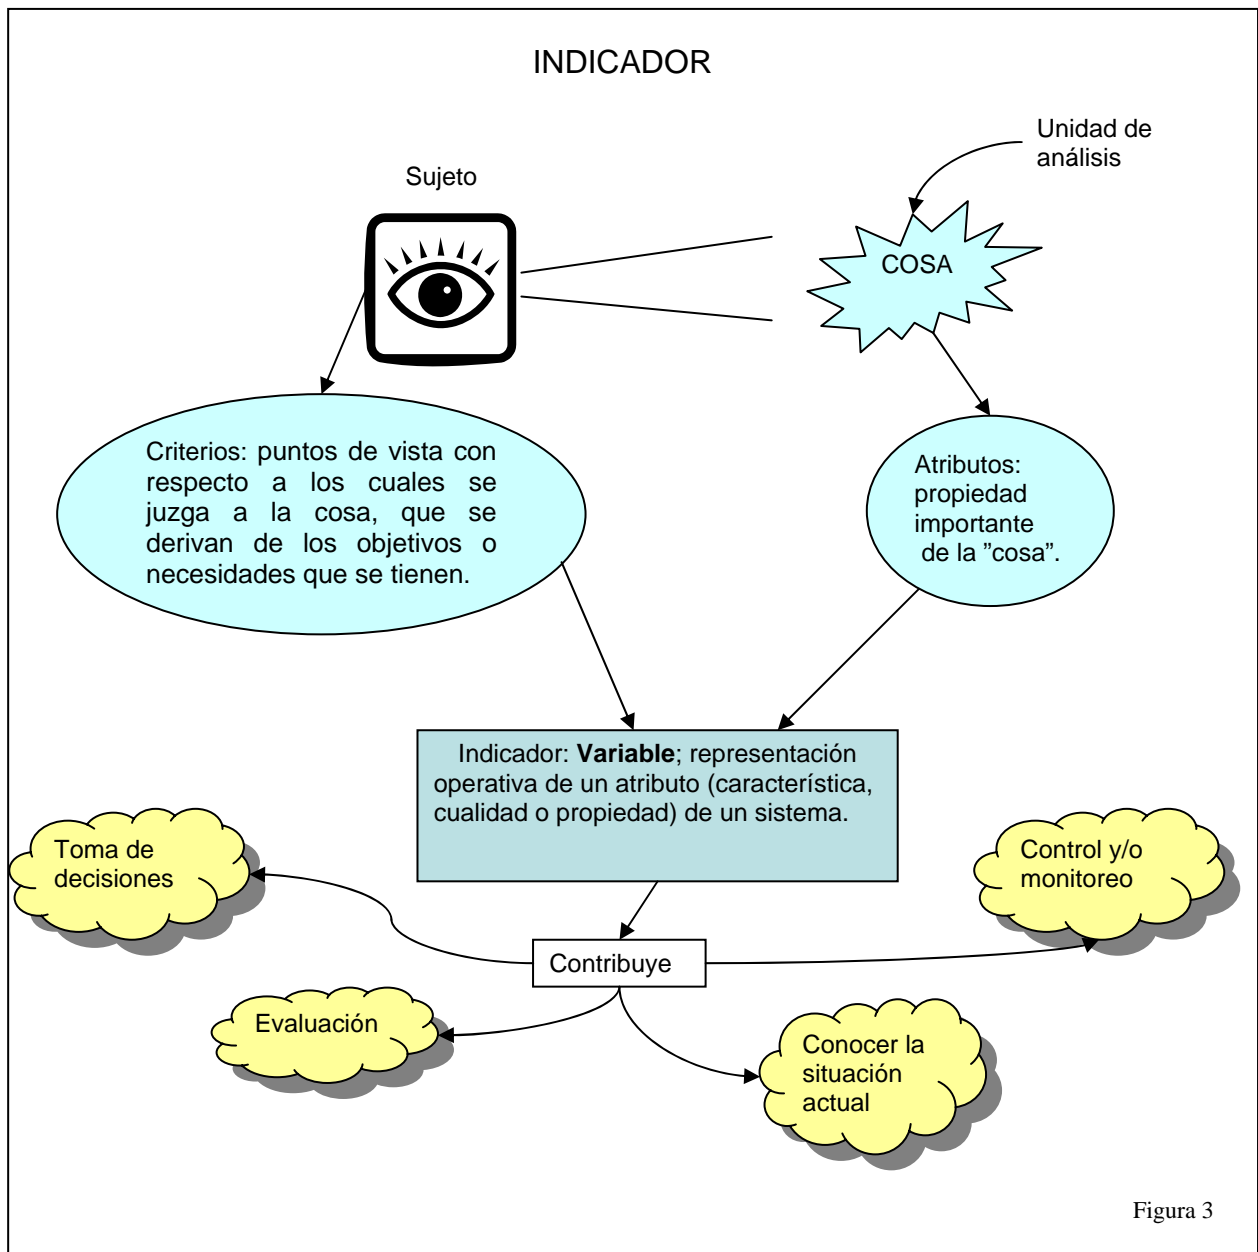 INDICADOR
Unidad de
análisis
Sujeto
COSA
Criterios: puntos de vista con
respecto a los cuales se
juzga a la cosa, que se
derivan de los objetivos o
necesidades que se tienen.
Atributos:
propiedad
importante
de la ”cosa”.
Indicador: Variable; representación
operativa de un atributo (característica,
cualidad o propiedad) de un sistema.
Toma de
decisiones
Control y/o
monitoreo
Contribuye
Evaluación
Conocer la
situación
actual
Figura 3